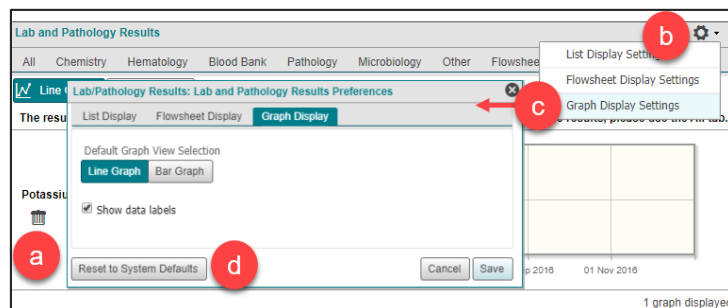 Lab and Pathology Results
b
All Chemistry Hematology Blood Bank Pathology Microbiology Other Flowshee
List Display
Flowsheet Display Settings
Graph Display Settings
c
Line
Lab/Pathology Results: Lab and Pathology Results Preferences
The resu
results, please use the All tab.
List Display Flowsheet Display Graph Display
Default Graph View Selection
Line Graph Bar Graph
Potassiu
Show data labels
a
Reset to System Defaults
d
Cancel Save
p 2016 01 Nov 2016
1 graph displayed